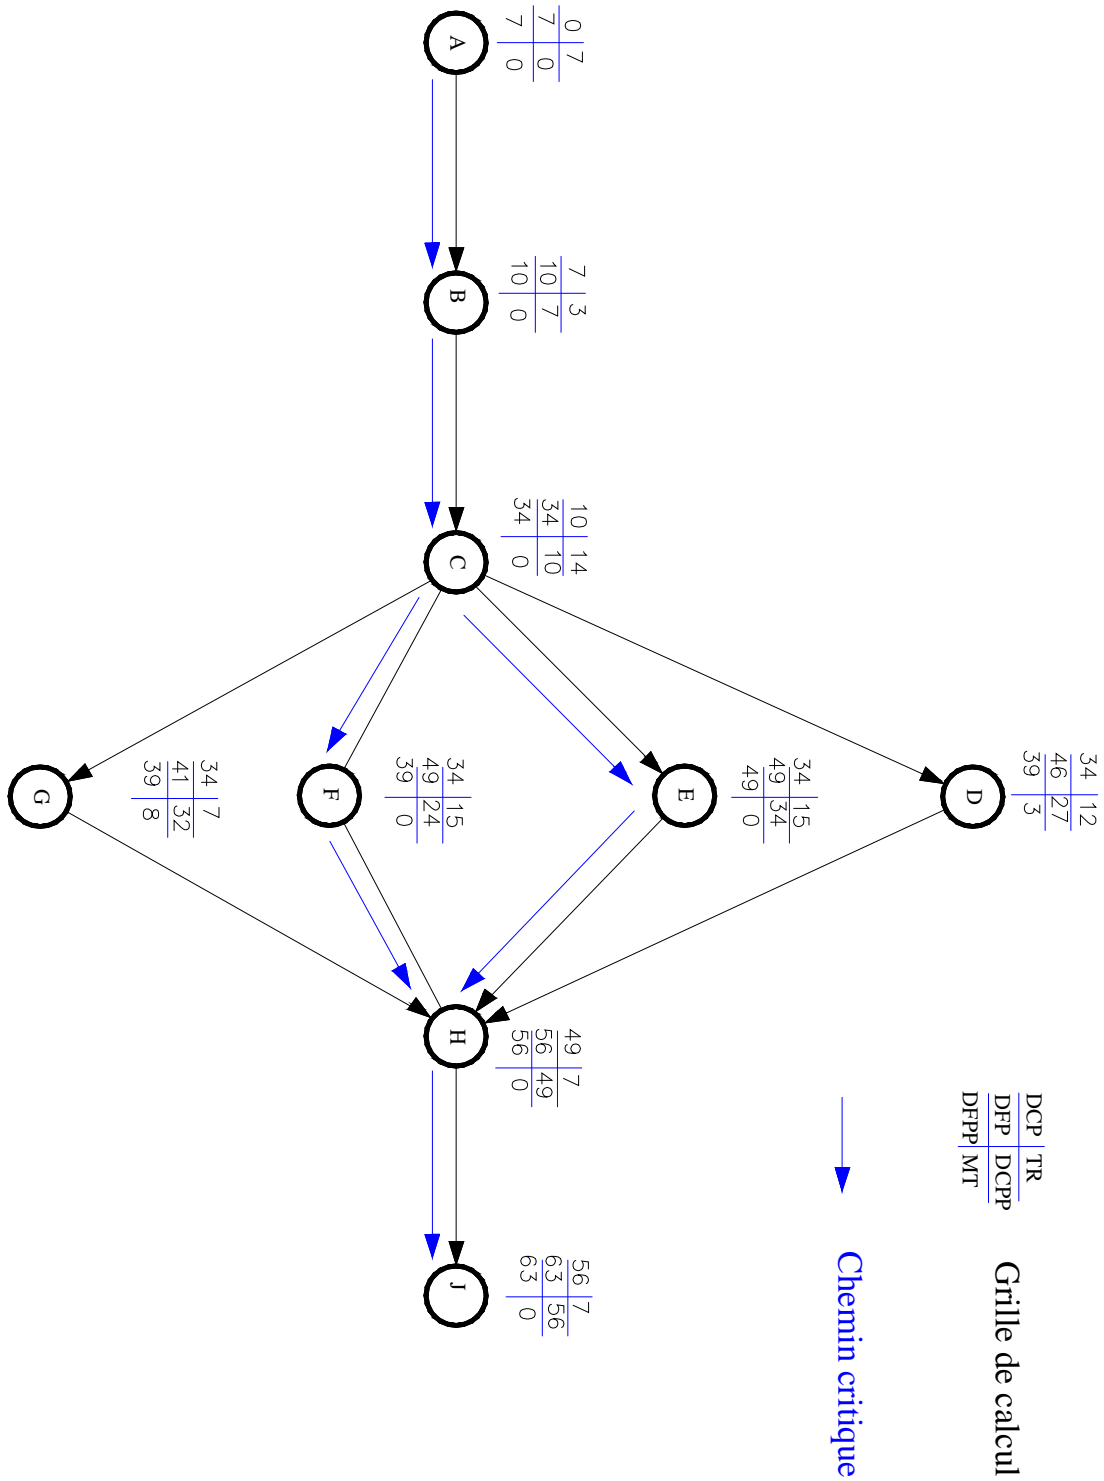 34 12
46 27
39 3
D
DCP TR
DFP DCPP
DFPP MT
Grille de calcul
Chemin critique
34 15
49 34
49 0
E
0 7
7 0
7 0
A
7 3
10 7
10 0
B
10 14
34 10
34 0
C
49 7
56 49
56 0
H
56 7
63 56
63 0
J
34 15
49 24
39 0
F
34 7
41 32
39 8
G